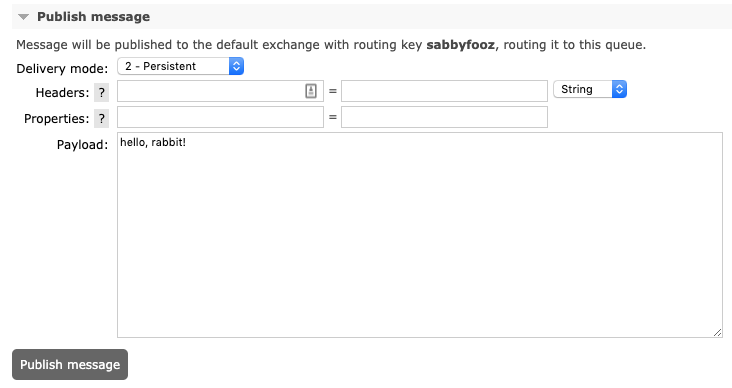 Publish message
Message will be published to the default exchange with routing key sabbyfooz, routing it to this queue.
Delivery mode: 2 - Persistent
Headers: ? = String
Properties: ? =
Payload: hello, rabbit!
Publish message